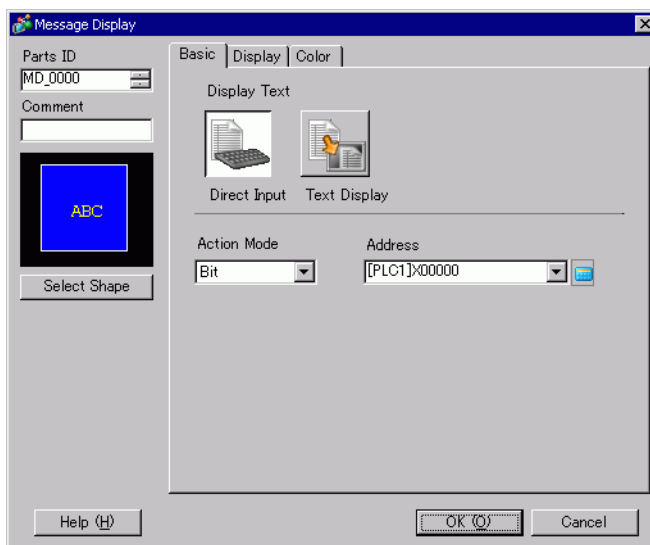 Message Display
Parts ID
MD_0000
Comment
ABC
Select Shape
Basic
Display
Color
Display Text
Direct Input
Text Display
Action Mode
Address
Bit
[PLC1]X00000
Help (H)
OK (O)
Cancel